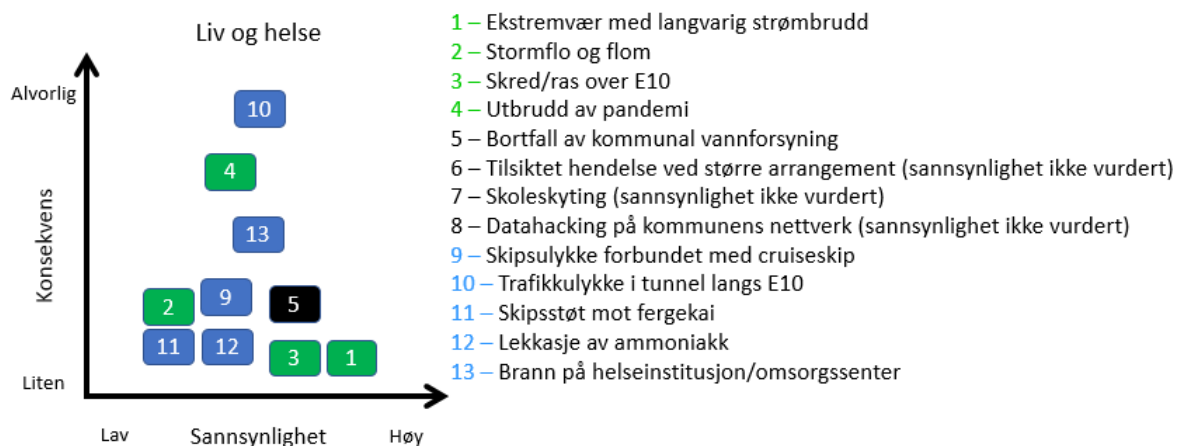 Liv og helse
Alvorlig
Konsekvens
Liten
10
4
13
2
9
5
11
12
3
1
Lav
Sannsynlighet
Høy
1 – Ekstremvær med langvarig strømbrudd
2 – Stormflo og flom
3 – Skred/ras over E10
4 – Utbrudd av pandemi
5 – Bortfall av kommunal vannforsyning
6 – Tilsiktet hendelse ved større arrangement (sannsynlighet ikke vurdert)
7 – Skoleskyting (sannsynlighet ikke vurdert)
8 – Datahacking på kommunens nettverk (sannsynlighet ikke vurdert)
9 – Skipsulykke forbundet med cruiseskip
10 – Trafikkulykke i tunnel langs E10
11 – Skipsstøt mot fergekai
12 – Lekkasje av ammoniakk
13 – Brann på helseinstitusjon/omsorgssenter